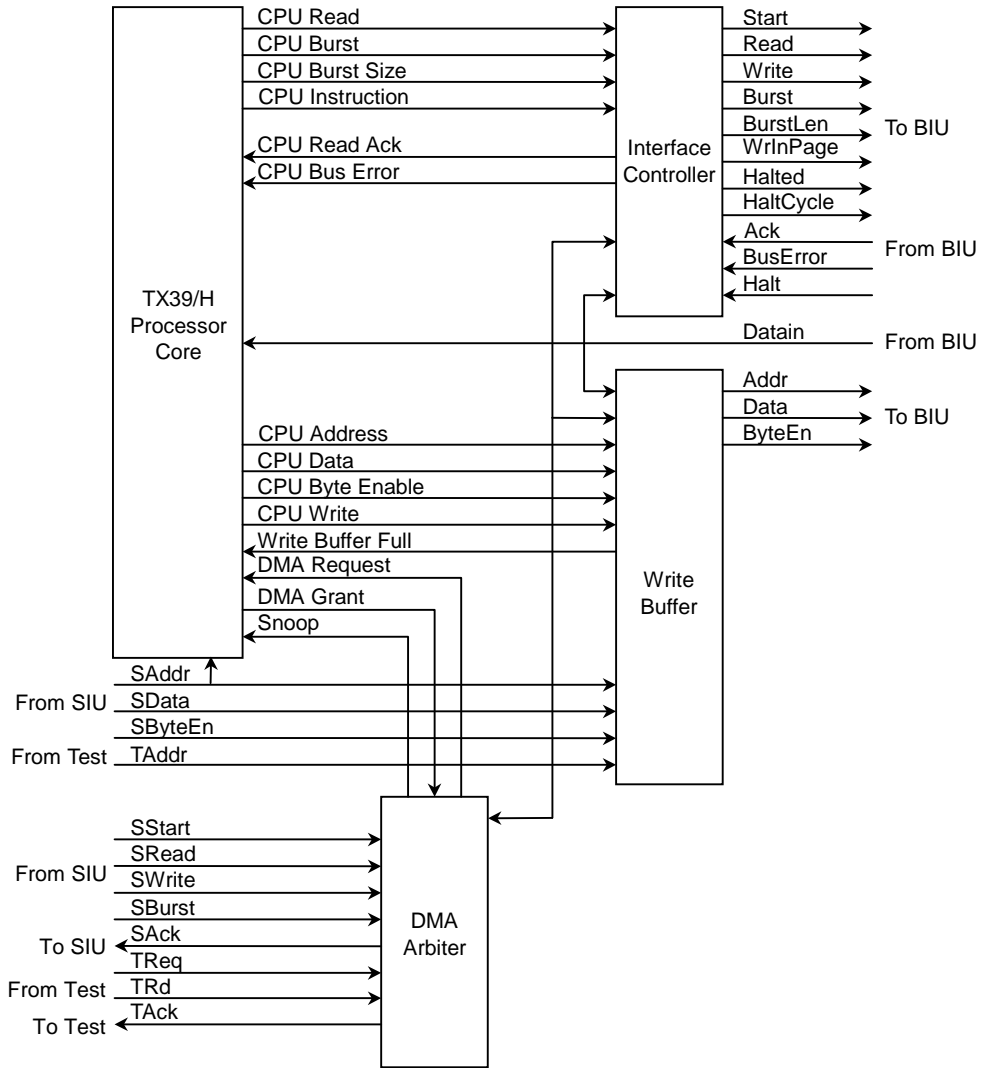 CPU Read
CPU Burst
CPU Burst Size
CPU Instruction
CPU Read Ack
CPU Bus Error
TX39/H
Processor
Core
Interface
Controller
Start
Read
Write
Burst
BurstLen
WrInPage
Halted
HaltCycle
To BIU
Ack
BusError
Halt
From BIU
Datain
From BIU
Addr
Data
ByteEn
To BIU
CPU Address
CPU Data
CPU Byte Enable
CPU Write
Write Buffer Full
DMA Request
DMA Grant
Snoop
Write
Buffer
From SIU
SAddr
SData
SByteEn
From Test
TAddr
From SIU
SStart
SRead
SWrite
SBurst
To SIU
SAck
From Test
TReq
TRd
To Test
TAck
DMA
Arbiter